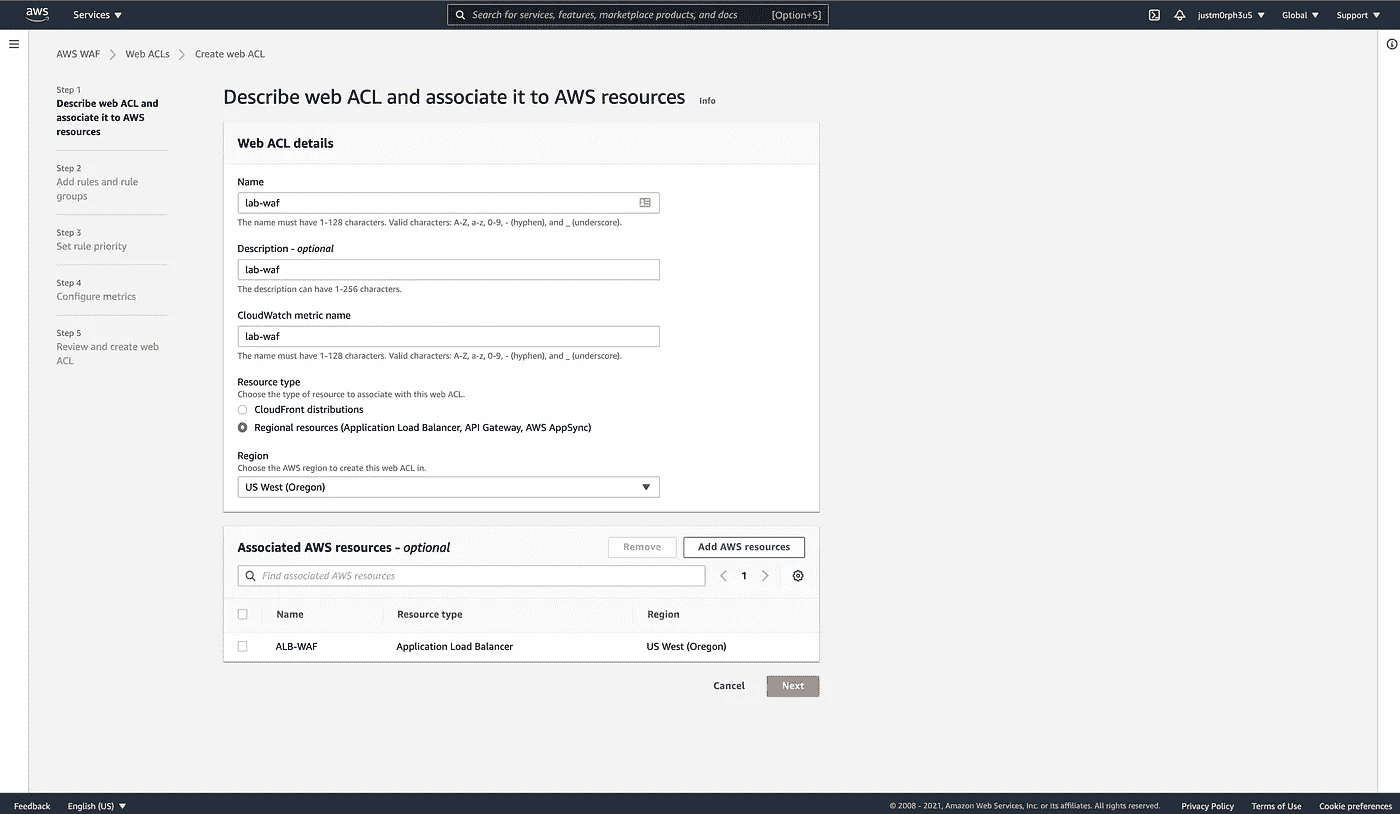 aws
Services
Search for services, features, marketplace products, and docs [Option+S]
justm0rph3u5
Global
Support
AWS WAF
Web ACLs
Create web ACL
Step 1
Describe web ACL and
associate it to AWS
resources
Step 2
Add rules and rule
groups
Step 3
Set rule priority
Step 4
Configure metrics
Step 5
Review and create web
ACL
Describe web ACL and associate it to AWS resources Info
Web ACL details
Name
lab-waf
The name must have 1-128 characters. Valid characters: A-Z, a-z, 0-9, - (hyphen), and _ (underscore).
Description - optional
lab-waf
The description can have 1-256 characters.
CloudWatch metric name
lab-waf
The name must have 1-128 characters. Valid characters: A-Z, a-z, 0-9, - (hyphen), and _ (underscore).
Resource type
Choose the type of resource to associate with this web ACL.
CloudFront distributions
Regional resources (Application Load Balancer, API Gateway, AWS AppSync)
Region
Choose the AWS region to create this web ACL in.
US West (Oregon)
Associated AWS resources - optional
Remove
Add AWS resources
Find associated AWS resources
1
Name Resource type Region
ALB-WAF Application Load Balancer US West (Oregon)
Cancel
Next
Feedback
English (US)
© 2008 - 2021, Amazon Web Services, Inc. or its affiliates. All rights reserved.
Privacy Policy
Terms of Use
Cookie preferences